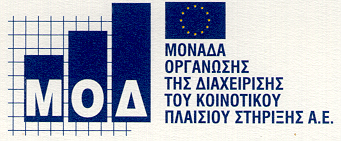 ΜΟΔ
ΜΟΝΑΔΑ
ΟΡΓΑΝΩΣΗΣ
ΤΗΣ ΔΙΑΧΕΙΡΙΣΗΣ
ΤΟΥ ΚΟΙΝΟΤΙΚΟΥ
ΠΛΑΙΣΙΟΥ ΣΤΗΡΙΞΗΣ Α.Ε.